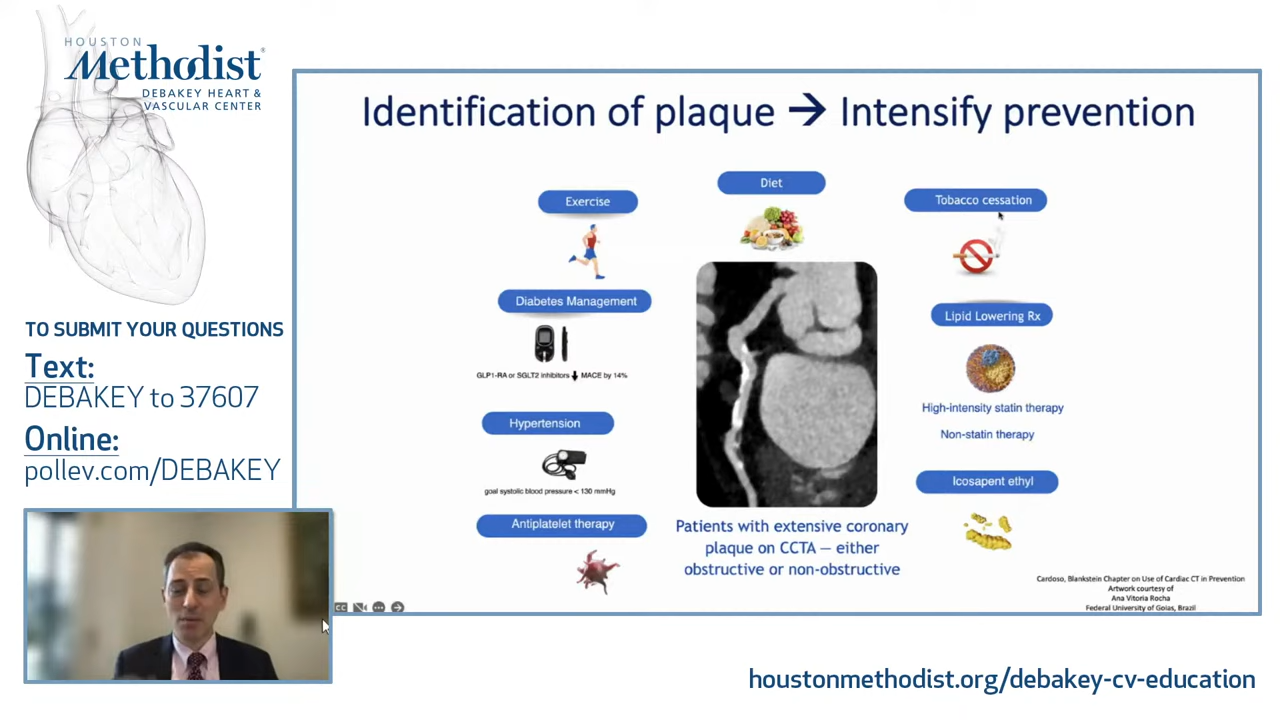 HOUSTON
Methodist®
DEBAKEY HEART &
VASCULAR CENTER
TO SUBMIT YOUR QUESTIONS
Text:
DEBAKEY to 37607
Online:
pollev.com/DEBAKEY
Identification of plaque → Intensify prevention
Exercise
Diet
Tobacco cessation
Diabetes Management
GLP1-RA or SGLT2 inhibitors ↓ MACE by 14%
Lipid Lowering Rx
High-intensity statin therapy
Non-statin therapy
Hypertension
goal systolic blood pressure < 130 mmHg
Icosapent ethyl
Antiplatelet therapy
Patients with extensive coronary
plaque on CCTA – either
obstructive or non-obstructive
Cardoso, Blankstein Chapter on Use of Cardiac CT in Prevention
Artwork courtesy of
Ana Vitoria Rocha
Federal University of Goias, Brazil
CC
houstonmethodist.org/debakey-cv-education